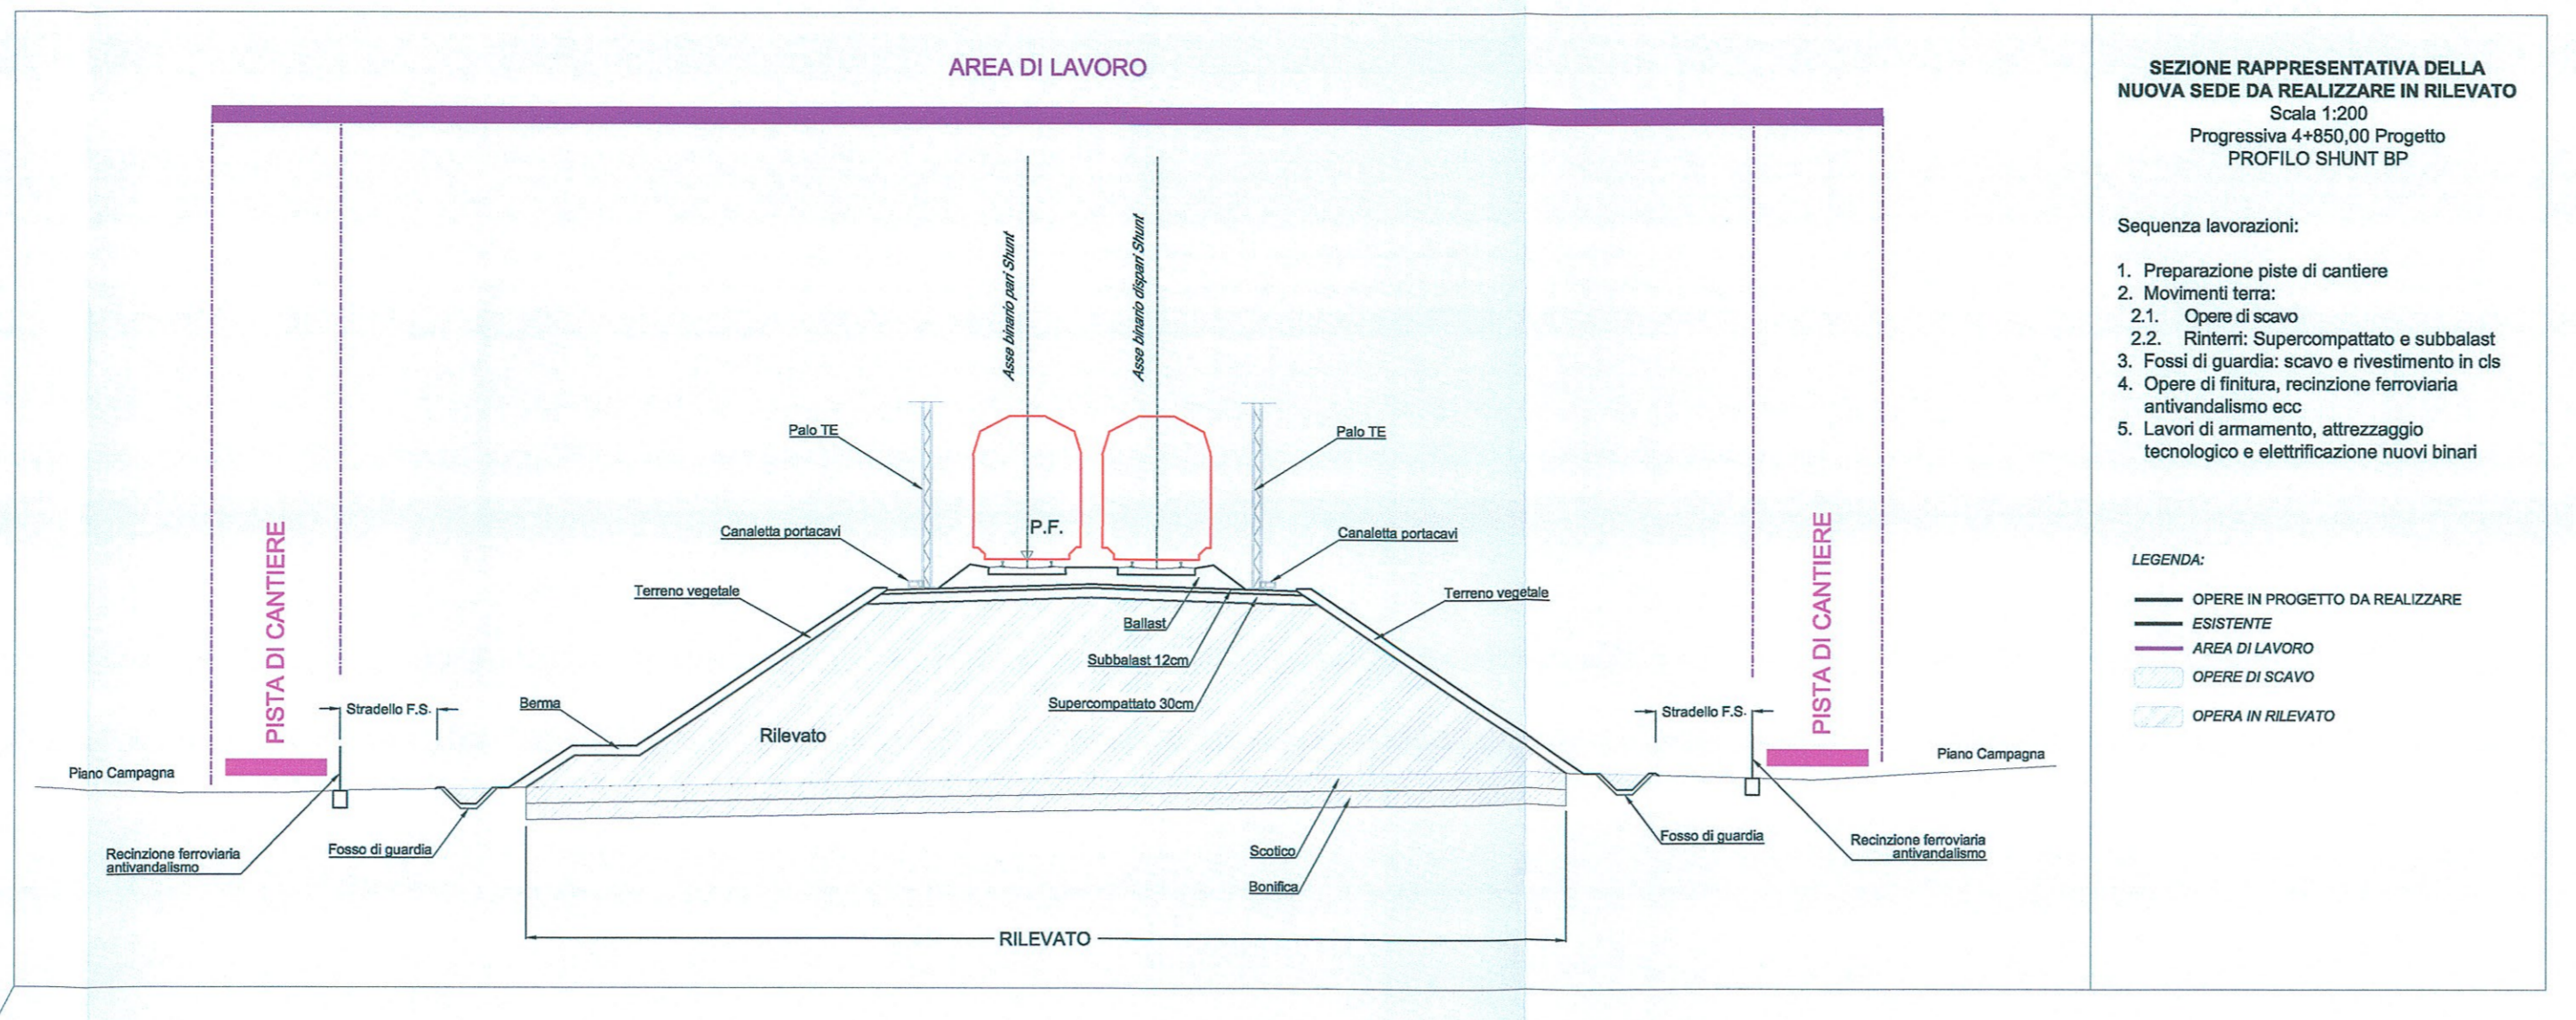 AREA DI LAVORO
Asse binario pari Shunt
Asse binario dispari Shunt
Palo TE
Palo TE
P.F.
Canaletta portacavi
Canaletta portacavi
PISTA DI CANTIERE
PISTA DI CANTIERE
Terreno vegetale
Terreno vegetale
Ballast
Subbalast 12cm
Supercompattato 30cm
Berma
Stradello F.S.
Stradello F.S.
Rilevato
Piano Campagna
Piano Campagna
Recinzione ferroviaria
antivandalismo
Fosso di guardia
Scotico
Bonifica
Fosso di guardia
Recinzione ferroviaria
antivandalismo
RILEVATO
SEZIONE RAPPRESENTATIVA DELLA
NUOVA SEDE DA REALIZZARE IN RILEVATO
Scala 1:200
Progressiva 4+850,00 Progetto
PROFILO SHUNT BP
Sequenza lavorazioni:
1. Preparazione piste di cantiere
2. Movimenti terra:
2.1. Opere di scavo
2.2. Rinterri: Supercompattato e subbalast
3. Fossi di guardia: scavo e rivestimento in cls
4. Opere di finitura, recinzione ferroviaria
antivandalismo ecc
5. Lavori di armamento, attrezzaggio
tecnologico e elettrificazione nuovi binari
LEGENDA:
OPERE IN PROGETTO DA REALIZZARE
ESISTENTE
AREA DI LAVORO
OPERE DI SCAVO
OPERA IN RILEVATO